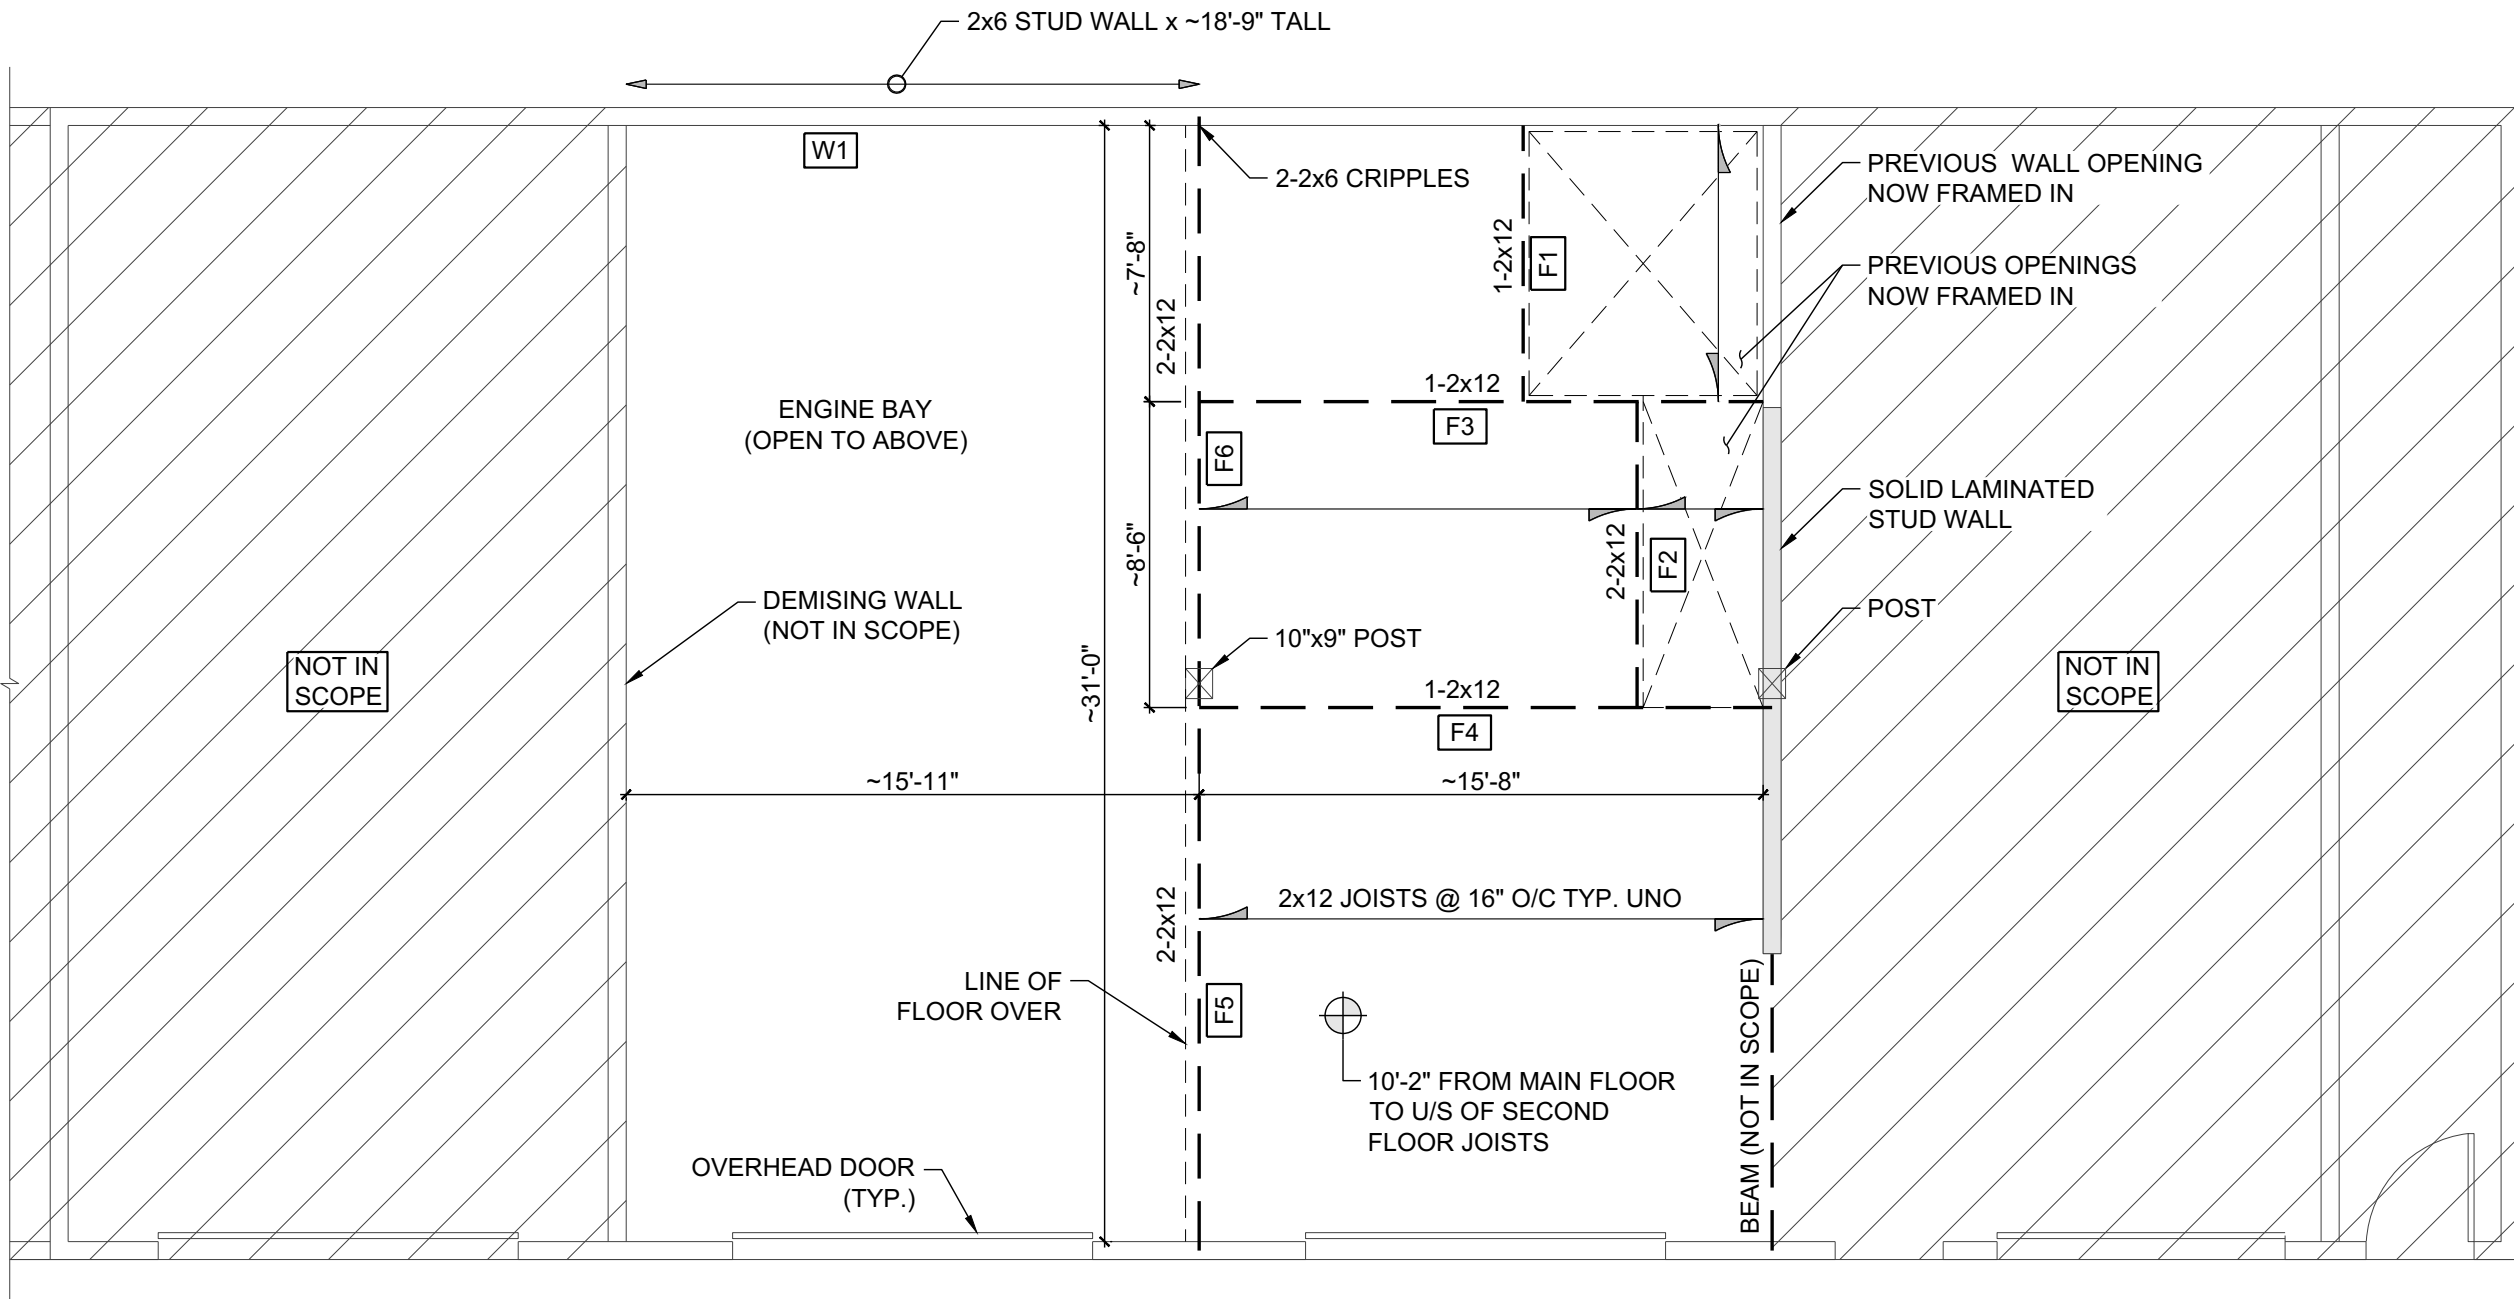 2x6 STUD WALL x ~18'-9" TALL
W1
2-2x6 CRIPPLES
PREVIOUS WALL OPENING
NOW FRAMED IN
~7'-8"
2-2x12
1-2x12
F1
PREVIOUS OPENINGS
NOW FRAMED IN
ENGINE BAY
(OPEN TO ABOVE)
1-2x12
F3
F6
SOLID LAMINATED
STUD WALL
~8'-6"
2-2x12
F2
DEMISING WALL
(NOT IN SCOPE)
10"x9" POST
POST
NOT IN
SCOPE
~31'-0"
1-2x12
F4
NOT IN
SCOPE
~15'-11"
~15'-8"
2x12 JOISTS @ 16" O/C TYP. UNO
2-2x12
LINE OF
FLOOR OVER
F5
10'-2" FROM MAIN FLOOR
TO U/S OF SECOND
FLOOR JOISTS
BEAM (NOT IN SCOPE)
OVERHEAD DOOR
(TYP.)